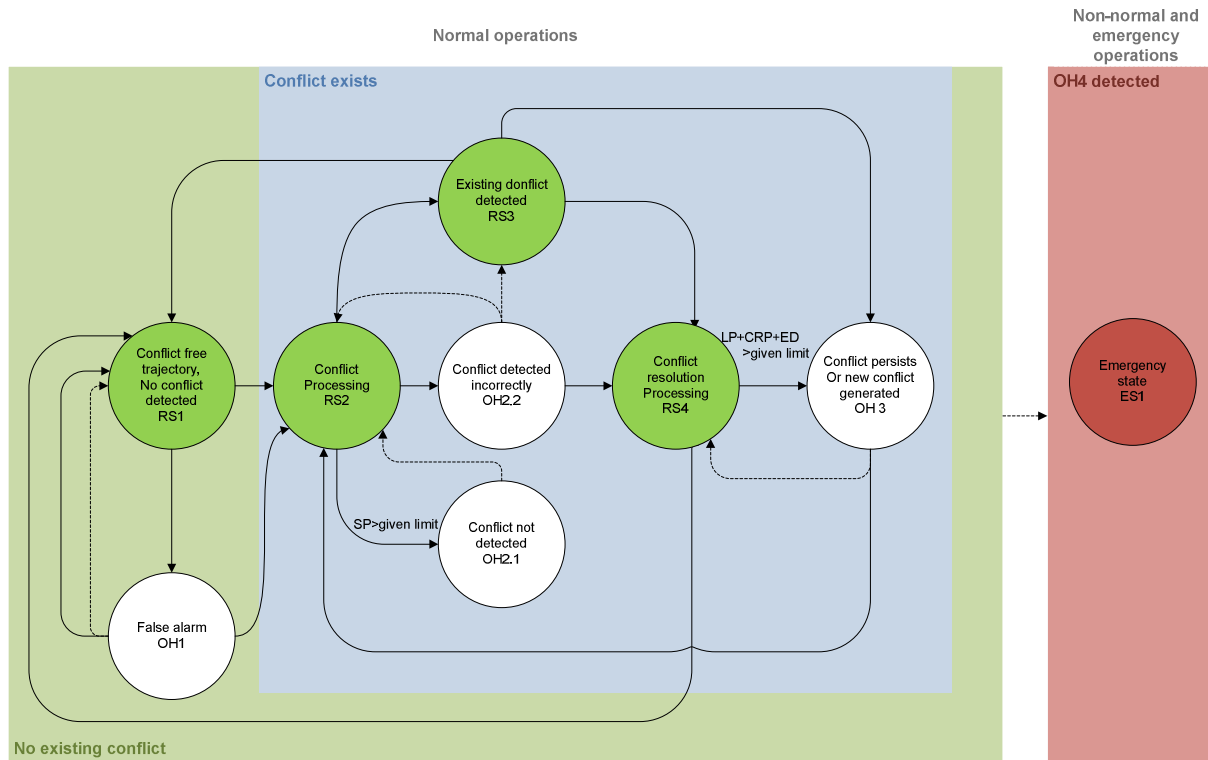 Normal operations
Non-normal and
emergency
operations
Conflict exists
OH4 detected
Existing donflict
detected
RS3
Conflict free
trajectory,
No conflict
detected
RS1
Conflict
Processing
RS2
Conflict detected
incorrectly
OH2.2
Conflict
resolution
Processing
RS4
LP+CRP+ED
>given limit
Conflict persists
Or new conflict
generated
OH 3
Emergency
state
ES1
SP>given limit
Conflict not
detected
OH2.1
False alarm
OH1
No existing conflict